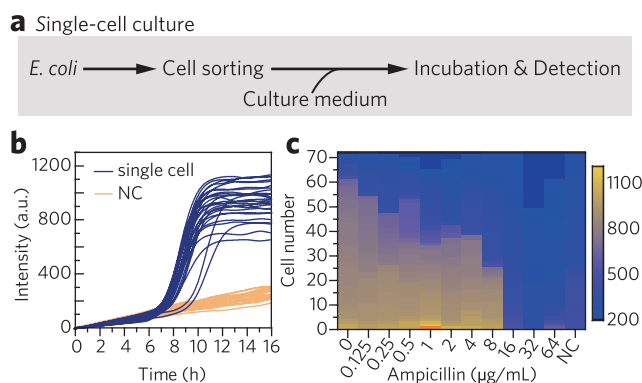 a Single-cell culture
E. coli Cell sorting Incubation & Detection
Culture medium
b
1200
800
400
0
Intensity (a.u.)
single cell
NC
0 2 4 6 8 10 12 14 16
Time (h)
c
70
60
50
40
30
20
10
0
Cell number
0 0.125 0.25 0.5 1 2 4 8 16 32 64 NC
Ampicillin (µg/mL)
1100
800
500
200